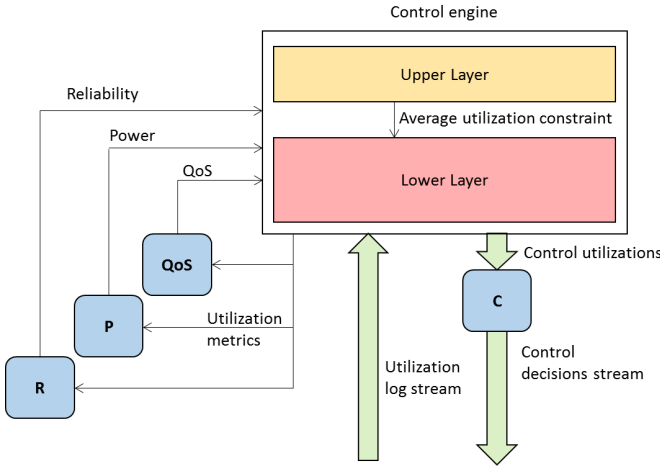 Control engine
Upper Layer
Reliability
Average utilization constraint
Power
QoS
Lower Layer
QoS
Control utilizations
C
P
Utilization
metrics
Utilization
log stream
Control
decisions stream
R